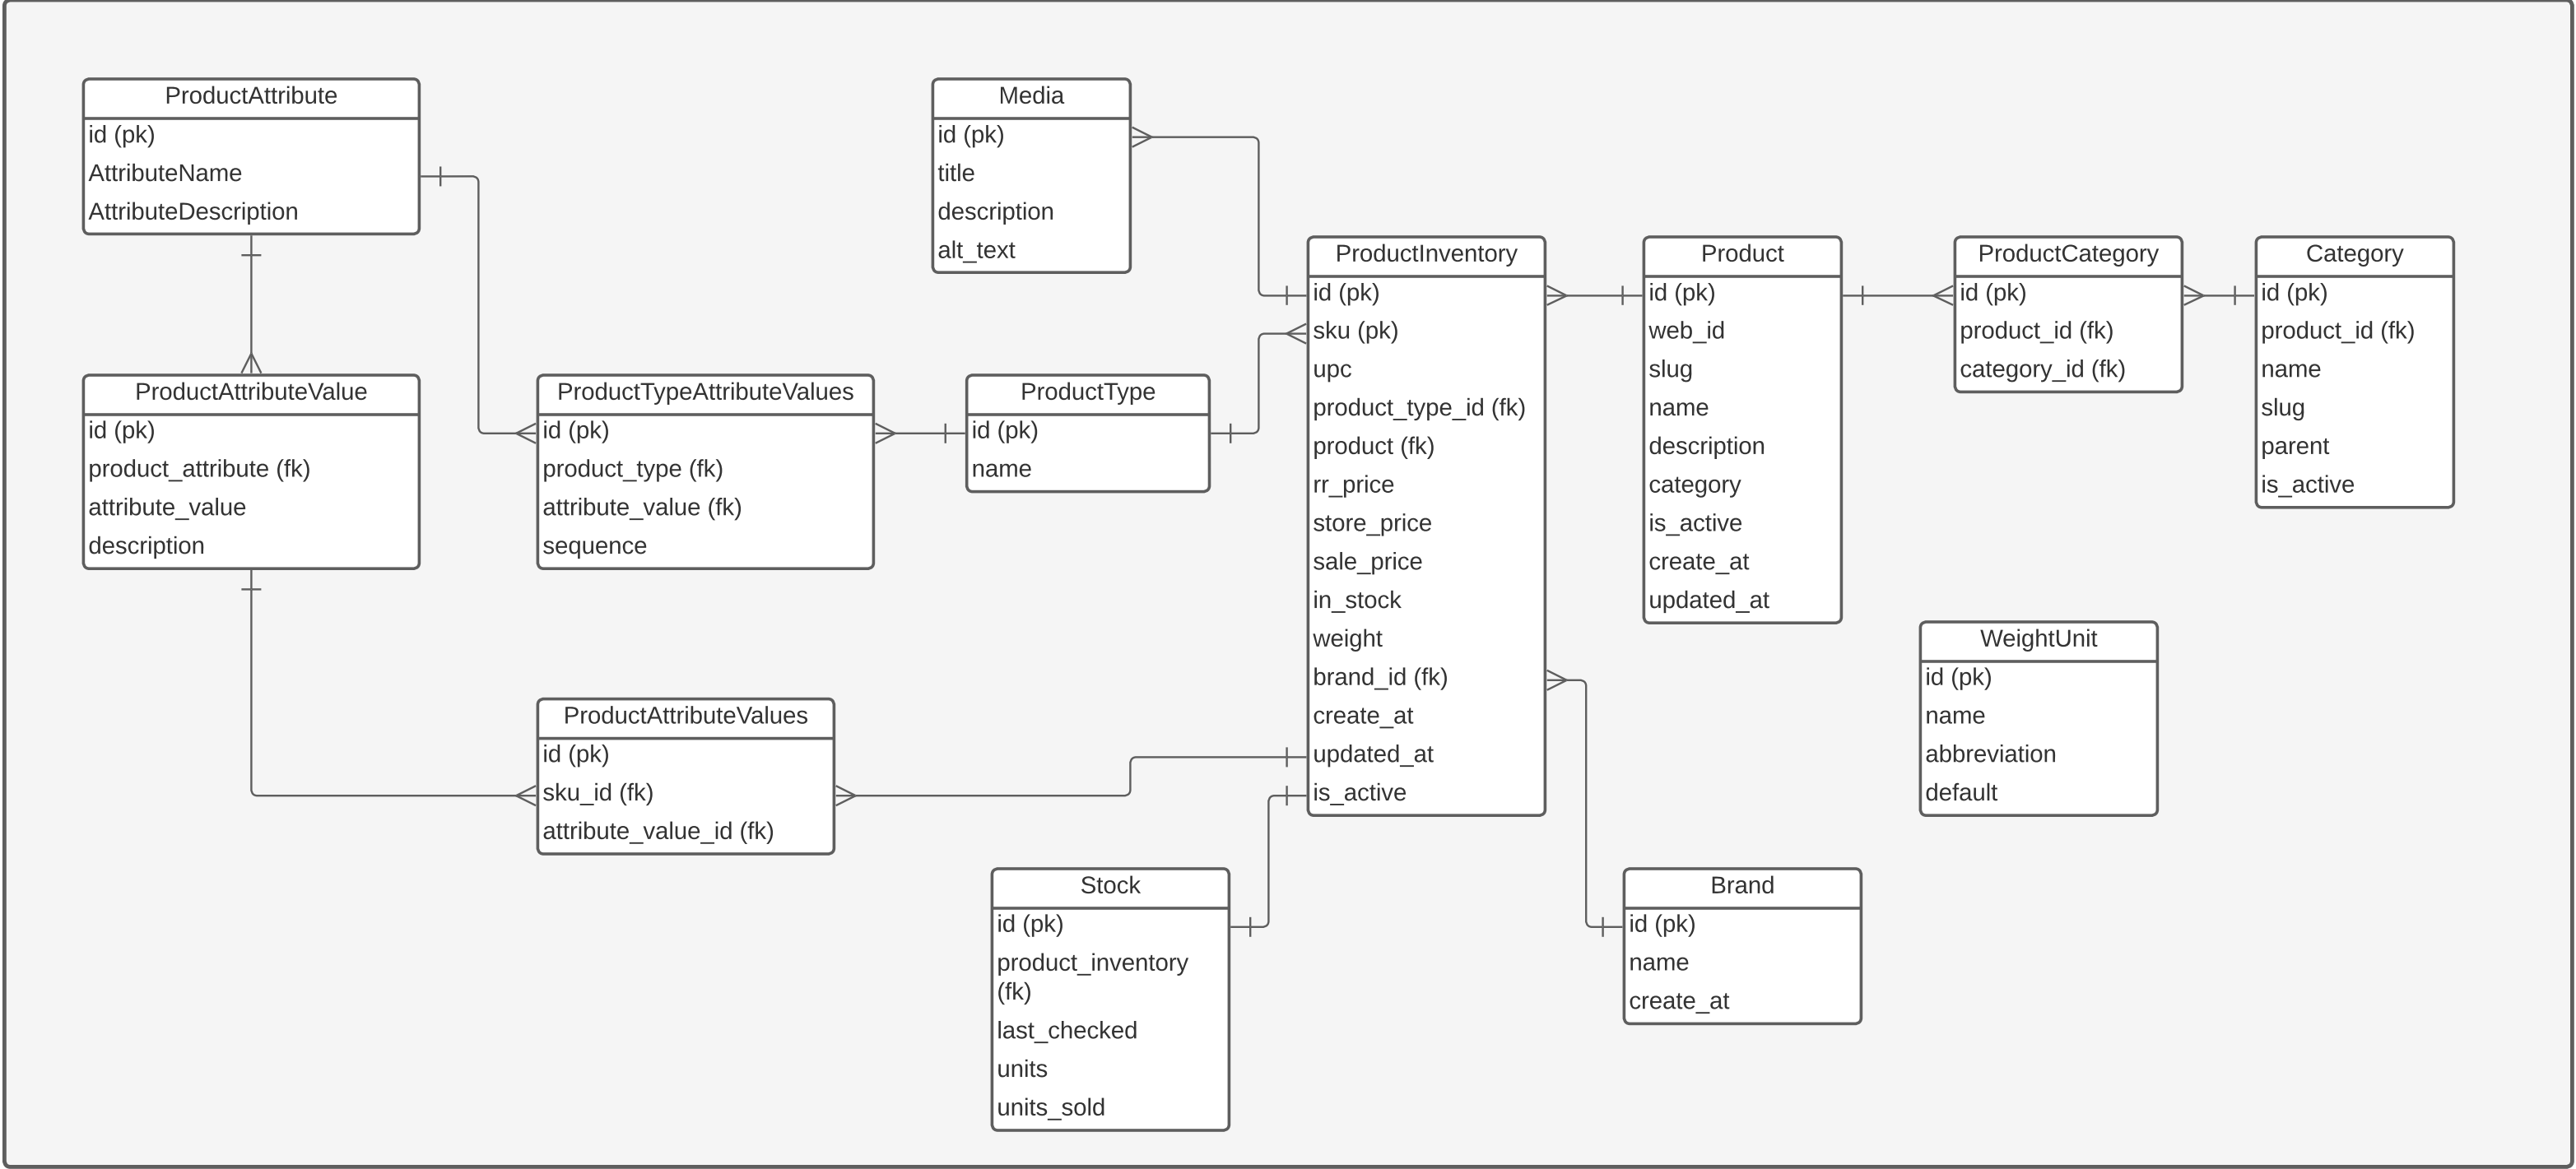 ProductAttribute
id (pk)
AttributeName
AttributeDescription
Media
id (pk)
title
description
alt_text
ProductInventory
id (pk)
sku (pk)
upc
product_type_id (fk)
product (fk)
rr_price
store_price
sale_price
in_stock
weight
brand_id (fk)
create_at
updated_at
is_active
Product
id (pk)
web_id
slug
name
description
category
is_active
create_at
updated_at
ProductCategory
id (pk)
product_id (fk)
category_id (fk)
Category
id (pk)
product_id (fk)
name
slug
parent
is_active
ProductAttributeValue
id (pk)
product_attribute (fk)
attribute_value
description
ProductTypeAttributeValues
id (pk)
product_type (fk)
attribute_value (fk)
sequence
ProductType
id (pk)
name
WeightUnit
id (pk)
name
abbreviation
default
ProductAttributeValues
id (pk)
sku_id (fk)
attribute_value_id (fk)
Stock
id (pk)
product_inventory
(fk)
last_checked
units
units_sold
Brand
id (pk)
name
create_at